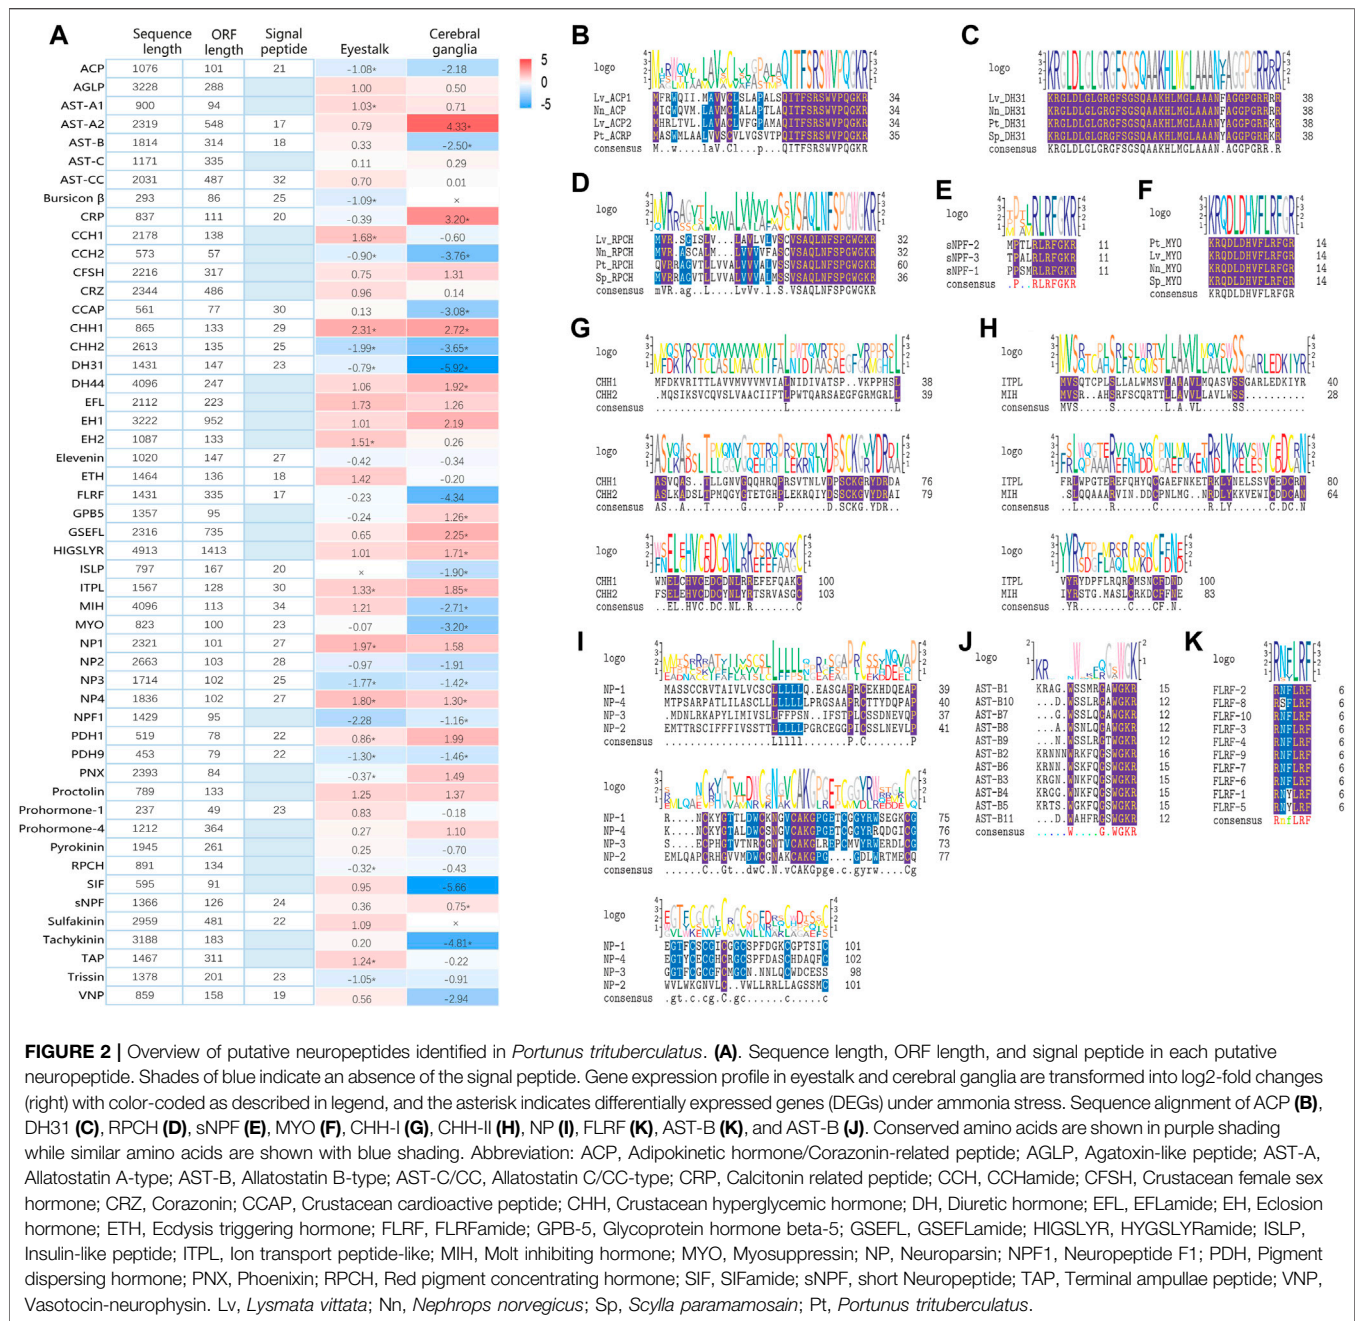 A
Sequence length ORF length Signal peptide Eyestalk Cerebral ganglia
5
0
-5
ACP 1076 101 21 -1.08* -2.18
AGLP 3228 288 1.00 0.50
AST-A1 900 94 1.03* 0.71
AST-A2 2319 548 17 0.79 4.33*
AST-B 1814 314 18 0.33 -2.50*
AST-C 1171 335 0.11 0.29
AST-CC 2031 487 32 0.70 0.01
Bursicon β 293 86 25 -1.09* ×
CRP 837 111 20 -0.39 3.20*
CCH1 2178 138 1.68* -0.60
CCH2 573 57 -0.90* -3.76*
CFSH 2216 317 0.75 1.31
CRZ 2344 486 0.96 0.14
CCAP 561 77 30 0.13 -3.08*
CHH1 865 133 29 2.31* 2.72*
CHH2 2613 135 25 -1.99* -3.65*
DH31 1431 147 23 -0.79* -5.92*
DH44 4096 247 1.06 1.92*
EFL 2112 223 1.73 1.26
EH1 3222 952 1.01 2.19
EH2 1087 133 1.51* 0.26
Elevenin 1020 147 27 -0.42 -0.34
ETH 1464 136 18 1.42 -0.20
FLRF 1431 335 17 -0.23 -4.34
GPB5 1357 95 -0.24 1.26*
GSEFL 2316 735 0.65 2.25*
HIGSLYR 4913 1413 1.01 1.71*
ISLP 797 167 20 × -1.90*
ITPL 1567 128 30 1.33* 1.85*
MIH 4096 113 34 1.21 -2.71*
MYO 823 100 23 -0.07 -3.20*
NP1 2321 101 27 1.97* 1.58
NP2 2663 103 28 -0.97 -1.91
NP3 1714 102 25 -1.77* -1.42*
NP4 1836 102 27 1.80* 1.30*
NPF1 1429 95 -2.28 -1.16*
PDH1 519 78 22 0.86* 1.99
PDH9 453 79 22 -1.30* -1.46*
PNX 2393 84 -0.37* 1.49
Proctolin 789 133 1.25 1.37
Prohormone-1 237 49 23 0.83 -0.18
Prohormone-4 1212 364 0.27 1.10
Pyrokinin 1945 261 0.25 -0.70
RPCH 891 134 -0.32* -0.43
SIF 595 91 0.95 -5.66
sNPF 1366 126 24 0.36 0.75*
Sulfakinin 2959 481 22 1.09 ×
Tachykinin 3188 183 0.20 -4.81*
TAP 1467 311 1.24* -0.22
Trissin 1378 201 23 -1.05* -0.91
VNP 859 158 19 0.56 -2.94
B
logo
Lv_ACP1 MFRWQII.MAVVCLSLAPALSQITFSRSWVPQGKR 34
Nn_ACP MIGWQVM.LAVMCLALAPNTLAQITFSRSWVPQGKR 34
Lv_ACP2 MHRLTVL.LAVACLVFGPAMAQITFSRSWVPQGKR 34
Pt_ACRP MASWMLAALVVSCVLVGSVTPQITFSRSWVPQGKR 35
consensus M..w....laV.Cl...p...QITFSRSWVPQGKR
C
logo
Lv_DH31 KRGLDLGLGRGFSGSQAAKHLMGLAAANFAGGPGRRRR 38
Nn_DH31 KRGLDLGLGRGFSGSQAAKHLMGLAAANYAGGPGRRRR 38
Pt_DH31 KRGLDLGLGRGFSGSQAAKHLMGLAAANYAGGPGRRKR 38
Sp_DH31 KRGLDLGLGRGFSGSQAAKHLMGLAAANYAGGPGRRKR 38
consensus KRGLDLGLGRGFSGSQAAKHLMGLAAAN.AGGPGRR.R
D
logo
Lv_RPCH MVR.SGISLV...LAVLVLVSCVSAQLNFSPGWGKR 32
Nn_RPCH MVR.ASCALM...LVVVVFAVSSVSAQLNFSPGWGKR 32
Pt_RPCH QVRRAGVTLLVVALVVVALVSSVSAQLNFSPGWGKR 60
Sp_RPCH MVRRAGVTLLVVALVVVALMSSVSAQLNFSPGWGKR 36
consensus mVR.ag..L....LvVv.l.S.VSAQLNFSPGWGKR
E
logo
sNPF-2 MPTLRLRFGKR 11
sNPF-3 TPALRLRFGKR 11
sNPF-1 PPSMRLRFGKR 11
consensus .P..RLRFGKR
F
logo
Pt_MYO KRQDLDHVFLRFGR 14
Lv_MYO KRQDLDHVFLRFGR 14
Nn_MYO KRQDLDHVFLRFGR 14
Sp_MYO KRQDLDHVFLRFGR 14
consensus KRQDLDHVFLRFGR
G
logo
CHH1 MFDKVRITTLAVVMVVVMVIALNIDIVATSP..VKPPHSL 38
CHH2 .MQSIKSVCQVSLVAACIIFTLPWTQARSAEGFGRMGRLL 39
consensus L L
logo
CHH1 ASVQAS..TLLGNVGQQHRQPRSVTNLVDPSCKGRYDRDA 76
CHH2 ASLKADSLTPMQGYGTETGHPLEKRQIYDSSCKGVYDRAI 79
consensus AS..A...T....G.......H........SCKG.YDR..
logo
CHH1 WNELCHVCEDCDNLRREFEFQAKC 100
CHH2 FSELEHVCDDCYNLYRTSRVASGC 103
consensus ..EL.HVC.DC.NL.R.......C
H
logo
ITPL MVSQTCPLSLLALWMSVLAAAVLMQASVSSGARLEDKIYR 40
MIH MVSR..AHSRFSCQRTTLLAVVLLAVLWSS.......... 28
consensus MVS.....S.......L.A.VL.....SS
logo
ITPL FRLWPGTEREFQHYQCGAEFNKETRKLYNELSSVCEDCRN 80
MIH .SLQQAAARVIN.DDCPNLMG..NRDLYKKVEWICDDCAN 64
consensus .L.......R.......C......R.LY.....C.DC.N
logo
ITPL VYRYDPFLRQRCMSNCFDND 100
MIH IYRSTG.MASLCRKDCFFNE 83
consensus YR.........C...CF.N.
I
logo
NP-1 MASSCCRVTAIVLVCSCLLLLLQ.EASGAPRCEKHDQEAP 39
NP-4 MTPSARPATLILASCLLLLLLPRGSAAPRCITTYDQPAP 40
NP-3 MDNLRKAPYLIMIVSLLFFPSN..IFSTPLCSSDNEVQP 37
NP-2 MEMTTRSCIFFFIVSSTTLLLLLPGRCEGGPICSSLNEVLP 41
consensus Lllll P.C P
logo
NP-1 R....NCKYGTTLDWCKNGVCAKGPGETCGGYRWSEGKCG 75
NP-4 K....NCKYGTALDWCSNGVCAKGPGETCGGYRRQDGICG 76
NP-3 S....ECPHGTVTNRCGNTVCAKGLREPCMVYRWERDLCG 73
NP-2 EMLQAPCRHGVVMDWCGNAKCAKGPG....GDLWRTMECQ 77
consensus .....C..Gt..dwC.N.vCAKGpge.c.gyrw....Cg
logo
NP-1 EGTFCSCGICGGCSPFDGKCGPTSIC 101
NP-4 EGTYCECGHCRGCSSCHDAQFC 102
NP-3 GGTFCGCGFCMGCN.NNLQCWDCESS 98
NP-2 WVLWKGNVLC..VWLLRRLLAGSSMC 101
consensus .gt.c.cg.C.gc......c......c
J
logo
AST-B1 KRAG.WSSMRGAWGKR 15
AST-B10 ...D.WSSLRGAWGKR 12
AST-B7 ...G.WSNLQGAWGKR 12
AST-B8 ...A.WSNLQGAWGKR 12
AST-B9 ...N.WSSLRGTWGKR 12
AST-B2 KRNNNWSKFQGSWGKR 16
AST-B6 KRNN.WSKFQGSWGKR 15
AST-B3 KRGN.WSKFQGSWGKR 15
AST-B4 KRGG.WNKFQGSWGKR 15
AST-B5 KRTS.WGKFQGSWGKR 15
AST-B11 ...D.WAHFRGSWGKR 12
consensus .....W....G.WGKR
K
logo
FLRF-2 RNFLRF 6
FLRF-8 RSFLRF 6
FLRF-10 RNFLRF 6
FLRF-3 RNFLRF 6
FLRF-4 RNFLRF 6
FLRF-9 RNFLRF 6
FLRF-7 RNFLRF 6
FLRF-6 RNFLRF 6
FLRF-1 RNYLRF 6
FLRF-5 RNYLRF 6
consensus RnfLRF
FIGURE 2 | Overview of putative neuropeptides identified in Portunus trituberculatus. (A). Sequence length, ORF length, and signal peptide in each putative
neuropeptide. Shades of blue indicate an absence of the signal peptide. Gene expression profile in eyestalk and cerebral ganglia are transformed into log2-fold changes
(right) with color-coded as described in legend, and the asterisk indicates differentially expressed genes (DEGs) under ammonia stress. Sequence alignment of ACP (B),
DH31 (C), RPCH (D), sNPF (E), MYO (F), CHH-I (G), CHH-II (H), NP (I), FLRF (K), AST-B (K), and AST-B (J). Conserved amino acids are shown in purple shading
while similar amino acids are shown with blue shading. Abbreviation: ACP, Adipokinetic hormone/Corazonin-related peptide; AGLP, Agatoxin-like peptide; AST-A,
Allatostatin A-type; AST-B, Allatostatin B-type; AST-C/CC, Allatostatin C/CC-type; CRP, Calcitonin related peptide; CCH, CCHamide; CFSH, Crustacean female sex
hormone; CRZ, Corazonin; CCAP, Crustacean cardioactive peptide; CHH, Crustacean hyperglycemic hormone; DH, Diuretic hormone; EFL, EFLamide; EH, Eclosion
hormone; ETH, Ecdysis triggering hormone; FLRF, FLRFamide; GPB-5, Glycoprotein hormone beta-5; GSEFL, GSEFLamide; HIGSLYR, HYGSLYRamide; ISLP,
Insulin-like peptide; ITPL, Ion transport peptide-like; MIH, Molt inhibiting hormone; MYO, Myosuppressin; NP, Neuroparsin; NPF1, Neuropeptide F1; PDH, Pigment
dispersing hormone; PNX, Phoenixin; RPCH, Red pigment concentrating hormone; SIF, SIFamide; sNPF, short Neuropeptide; TAP, Terminal ampullae peptide; VNP,
Vasotocin-neurophysin. Lv, Lysmata vittata; Nn, Nephrops norvegicus; Sp, Scylla paramamosain; Pt, Portunus trituberculatus.